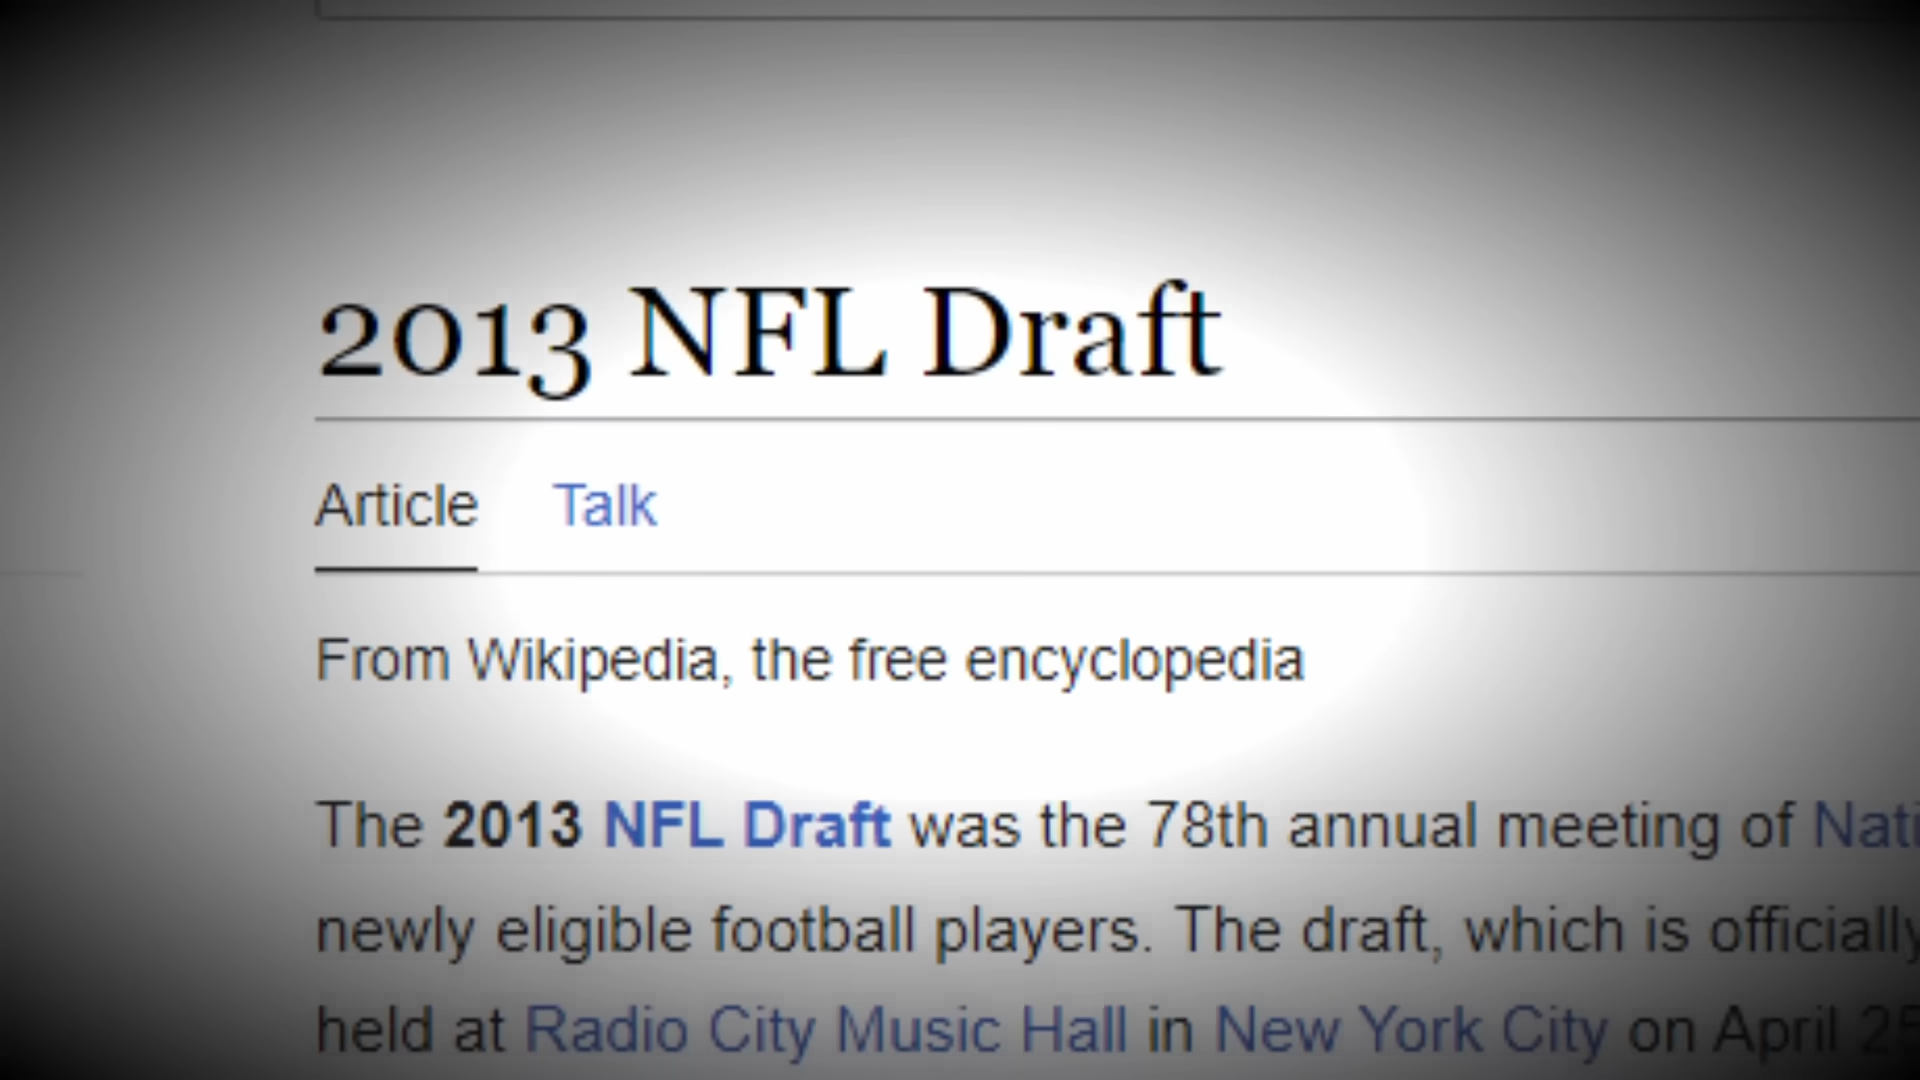 2013 NFL Draft
Article Talk
From Wikipedia, the free encyclopedia
The 2013 NFL Draft was the 78th annual meeting of
newly eligible football players. The draft, which is officially
held at Radio City Music Hall in New York City on April 25